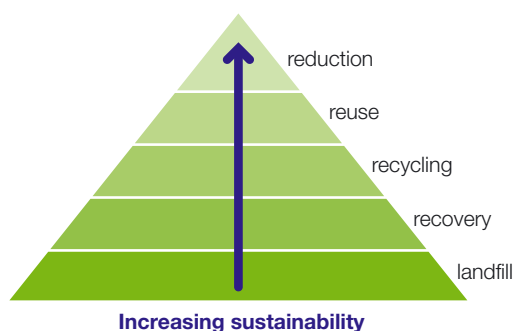 reduction
reuse
recycling
recovery
landfill
Increasing sustainability